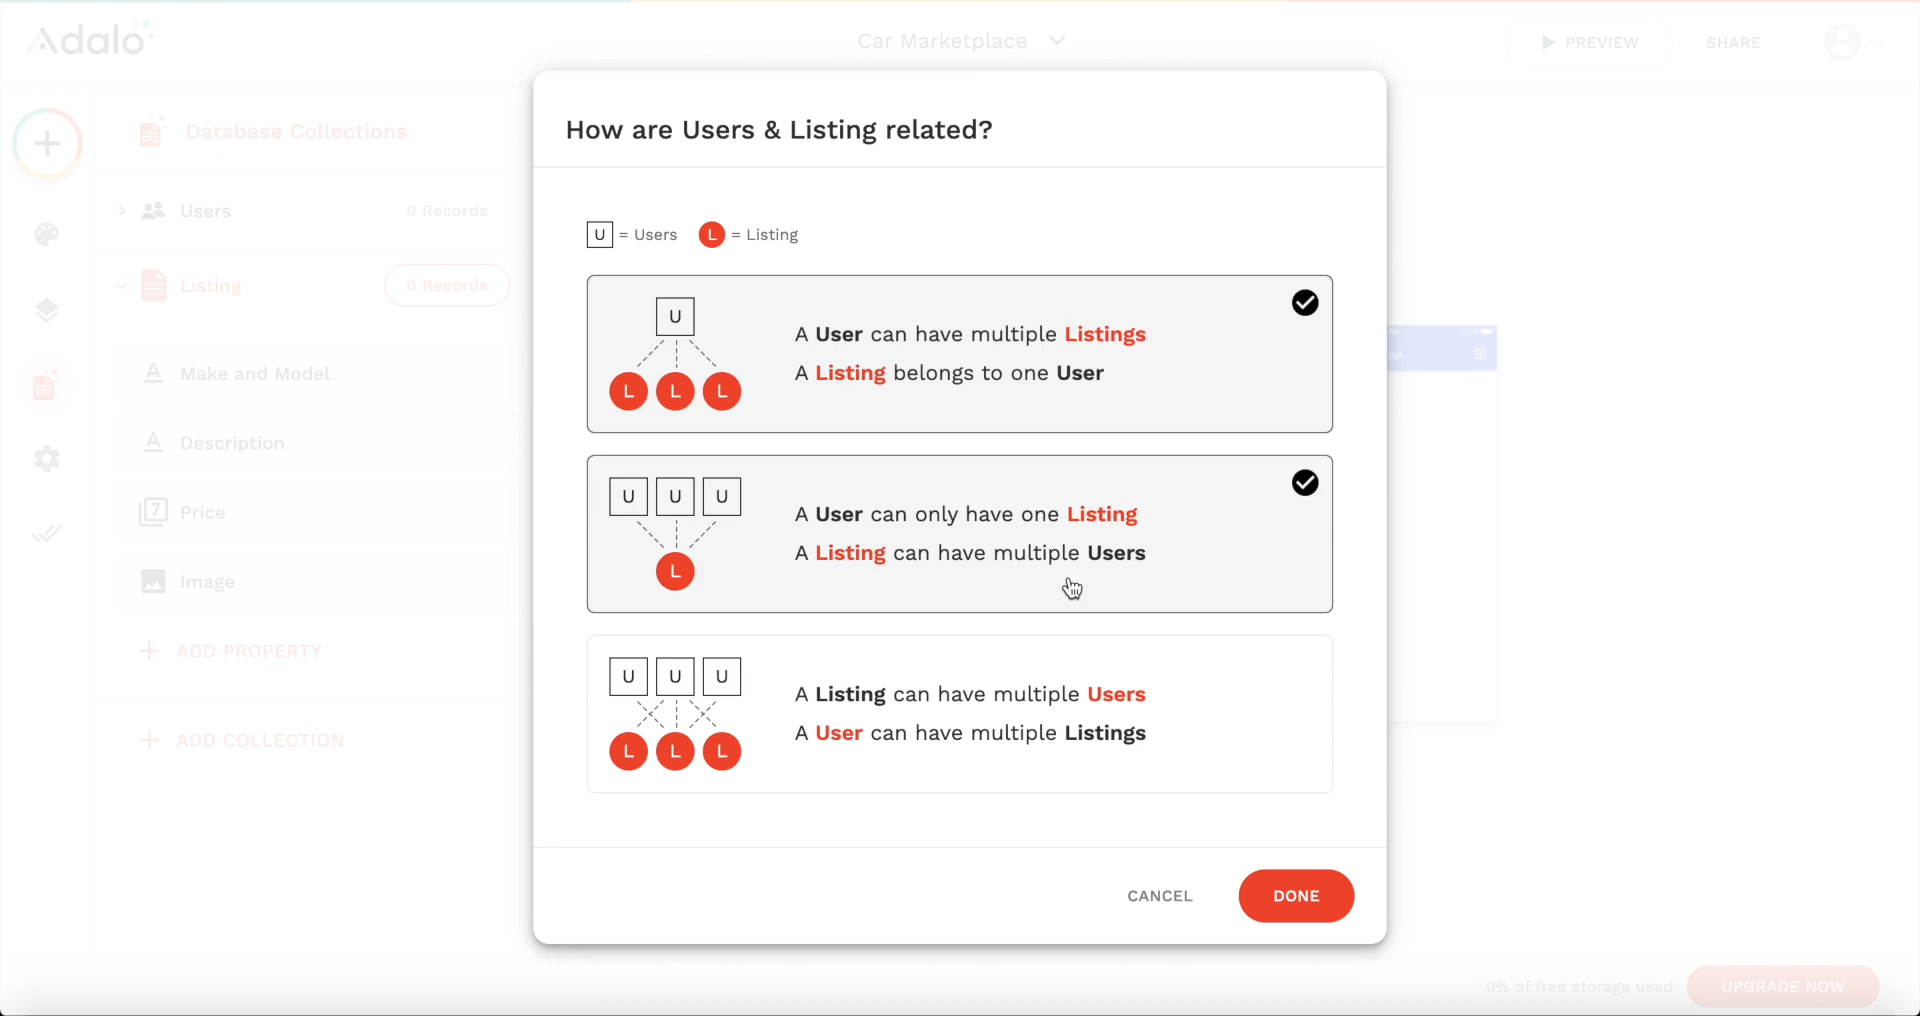 Adalo
Car Marketplace
PREVIEW
SHARE
Database Collections
Users
0 Records
Listing
0 Records
Make and Model
Description
7
Price
Image
ADD PROPERTY
ADD COLLECTION
How are Users & Listing related?
U = Users L = Listing
U
L L L
A User can have multiple Listings
A Listing belongs to one User
U U U
L
A User can only have one Listing
A Listing can have multiple Users
U U U
L L L
A Listing can have multiple Users
A User can have multiple Listings
CANCEL
DONE
100%
0% of free storage used
UPGRADE NOW